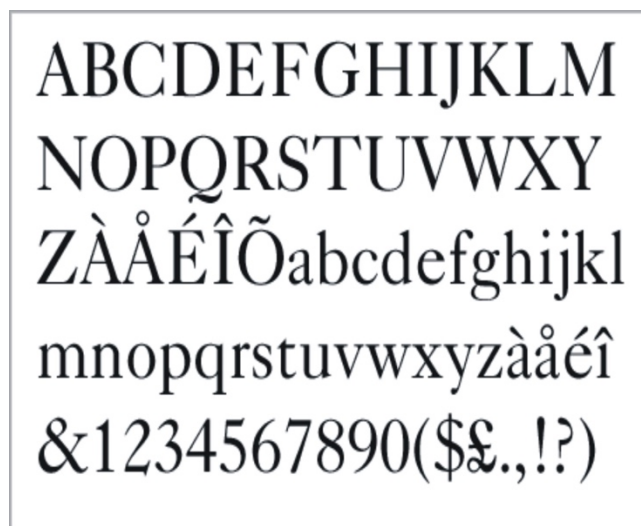 ABCDEFGHIJKLM
NOPQRSTUVWXY
ZÀÅÉÎÕabcdefghijkl
mnopqrstuvwxyzàåéî
&1234567890($£.,!?)